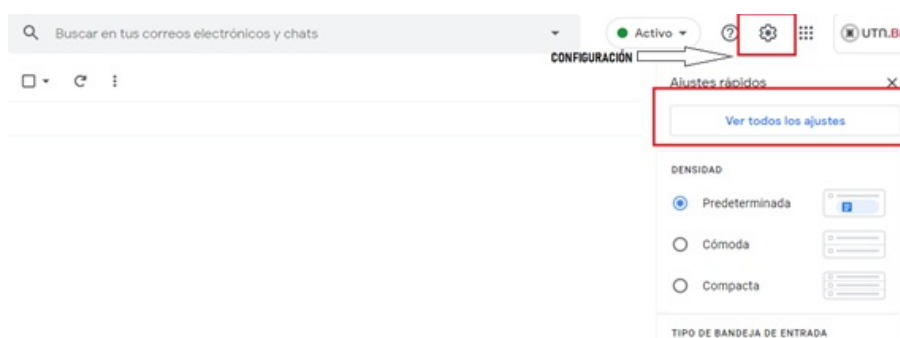 Buscar en tus correos electrónicos y chats
Activo
UTN.B
CONFIGURACIÓN
Ajustes rápidos
Ver todos los ajustes
DENSIDAD
Predeterminada
Cómoda
Compacta
TIPO DE BANDEJA DE ENTRADA